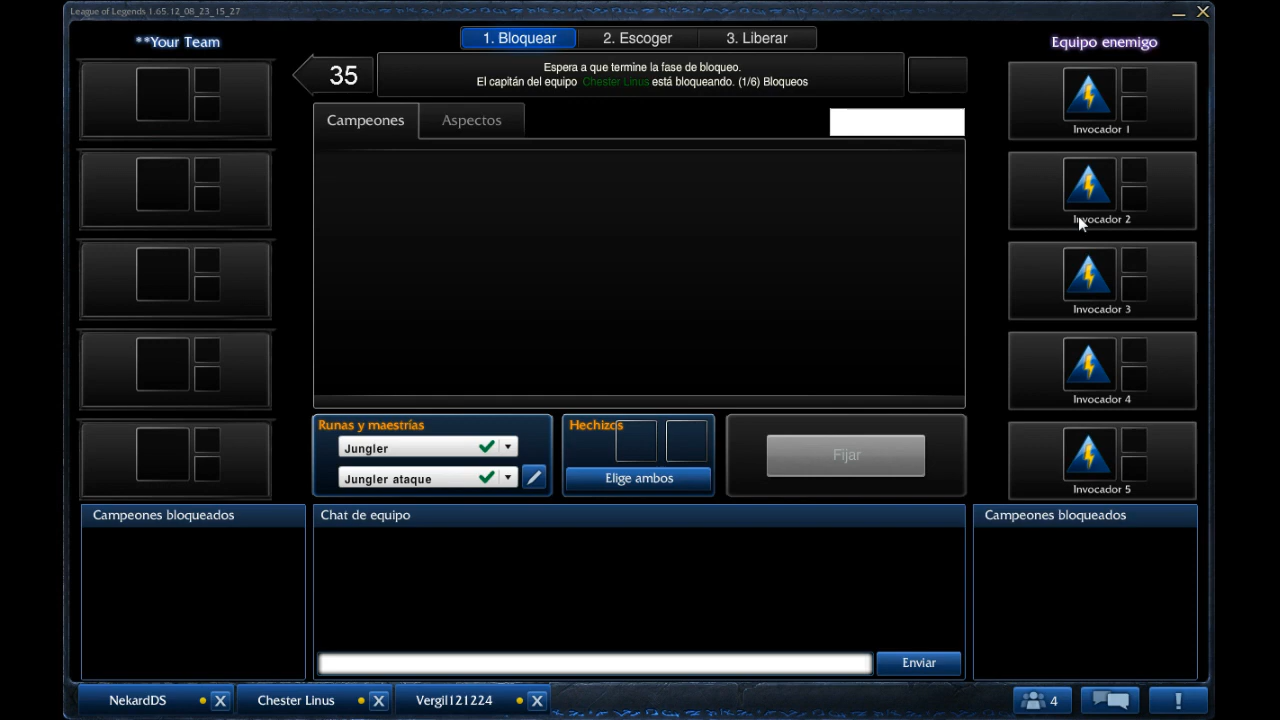 League of Legends 1.65.12_08_23_15_27
**Your Team
1. Bloquear
2. Escoger
3. Liberar
Equipo enemigo
35
Espera a que termine la fase de bloqueo.
El capitán del equipo Chester Linus está bloqueando. (1/6) Bloqueos
Campeones
Aspectos
Invocador 1
Invocador 2
Invocador 3
Invocador 4
Invocador 5
Runas y maestrías
Jungler
Jungler ataque
Hechizos
Elige ambos
Fijar
Campeones bloqueados
Chat de equipo
Campeones bloqueados
Enviar
NekardDS
X
Chester Linus
X
Vergil121224
X
4
!